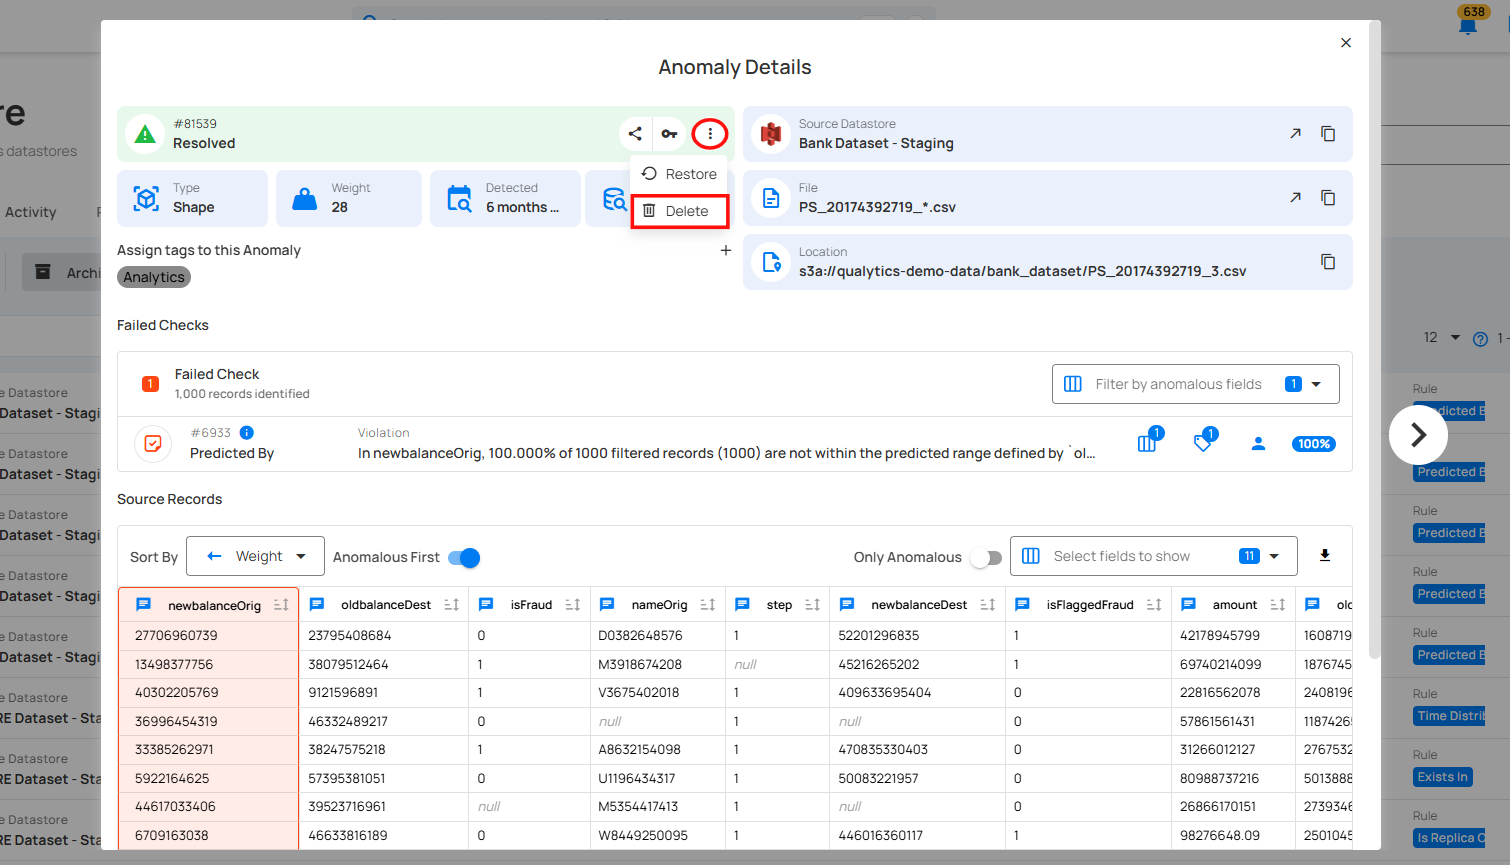 638
re
s datastores
Activity
Archi
Anomaly Details
#81539
Resolved
Restore
Delete
Type
Shape
Weight
28
Detected
6 months ...
Source Datastore
Bank Dataset - Staging
File
PS_20174392719_*.csv
Location
s3a://qualytics-demo-data/bank_dataset/PS_20174392719_3.csv
Assign tags to this Anomaly
Analytics
Failed Checks
1
Failed Check
1,000 records identified
Filter by anomalous fields 1
#6933
Predicted By
Violation
In newbalanceOrig, 100.000% of 1000 filtered records (1000) are not within the predicted range defined by `ol...
1
1
100%
Source Records
Sort By Weight Anomalous First
Only Anomalous Select fields to show 11
newbalanceOrig oldbalanceDest isFraud nameOrig step newbalanceDest isFlaggedFraud amount old
27706960739 23795408684 0 D0382648576 1 52201296835 1 42178945799 1608719
13498377756 38079512464 1 M3918674208 null 45216265202 1 69740214099 1876745
40302205769 9121596891 1 V3675402018 1 409633695404 0 22816562078 2408196
36996454319 46332489217 0 null 1 null 0 57861561431 1187426
33385262971 38247575218 1 A8632154098 1 470835330403 0 31266012127 2767532
5922164625 57395381051 0 U1196434317 1 50083221957 0 80988737216 5013888
44617033406 39523716961 null M5354417413 1 null 0 26866170151 2739346
6709163038 46633816189 0 W8449250095 1 446016360117 1 98276648.09 2501045
e Datastore
Dataset - Stagi
e Datastore
Dataset - Stagi
e Datastore
Dataset - Stagi
e Datastore
Dataset - Stagi
e Datastore
Dataset - Stagi
e Datastore
RE Dataset - Sta
e Datastore
RE Dataset - Sta
e Datastore
RE Dataset - Sta
12
1 -
Rule
edicted B
Rule
Predicted B
Rule
Predicted B
Rule
Predicted B
Rule
Predicted B
Rule
Time Distrib
Rule
Exists In
Rule
Is Replica O